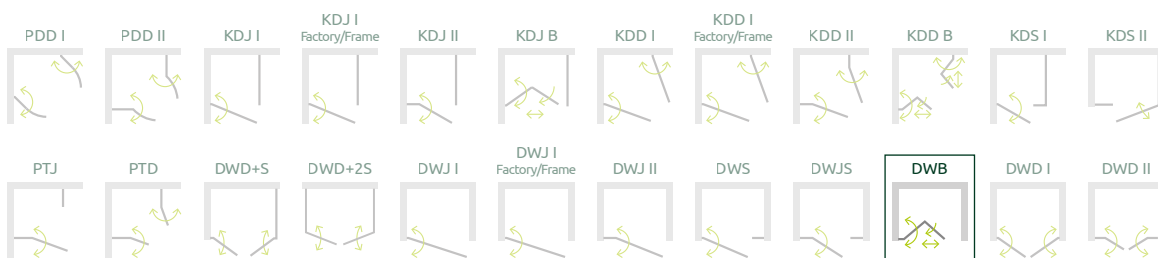 PDD I
PDD II
KDJ I
KDJ I
Factory/Frame
KDJ II
KDJ B
KDD I
KDD I
Factory/Frame
KDD II
KDD B
KDS I
KDS II
PTJ
PTD
DWD+S
DWD+2S
DWJ I
DWJ I
Factory/Frame
DWJ II
DWS
DWJS
DWB
DWD I
DWD II